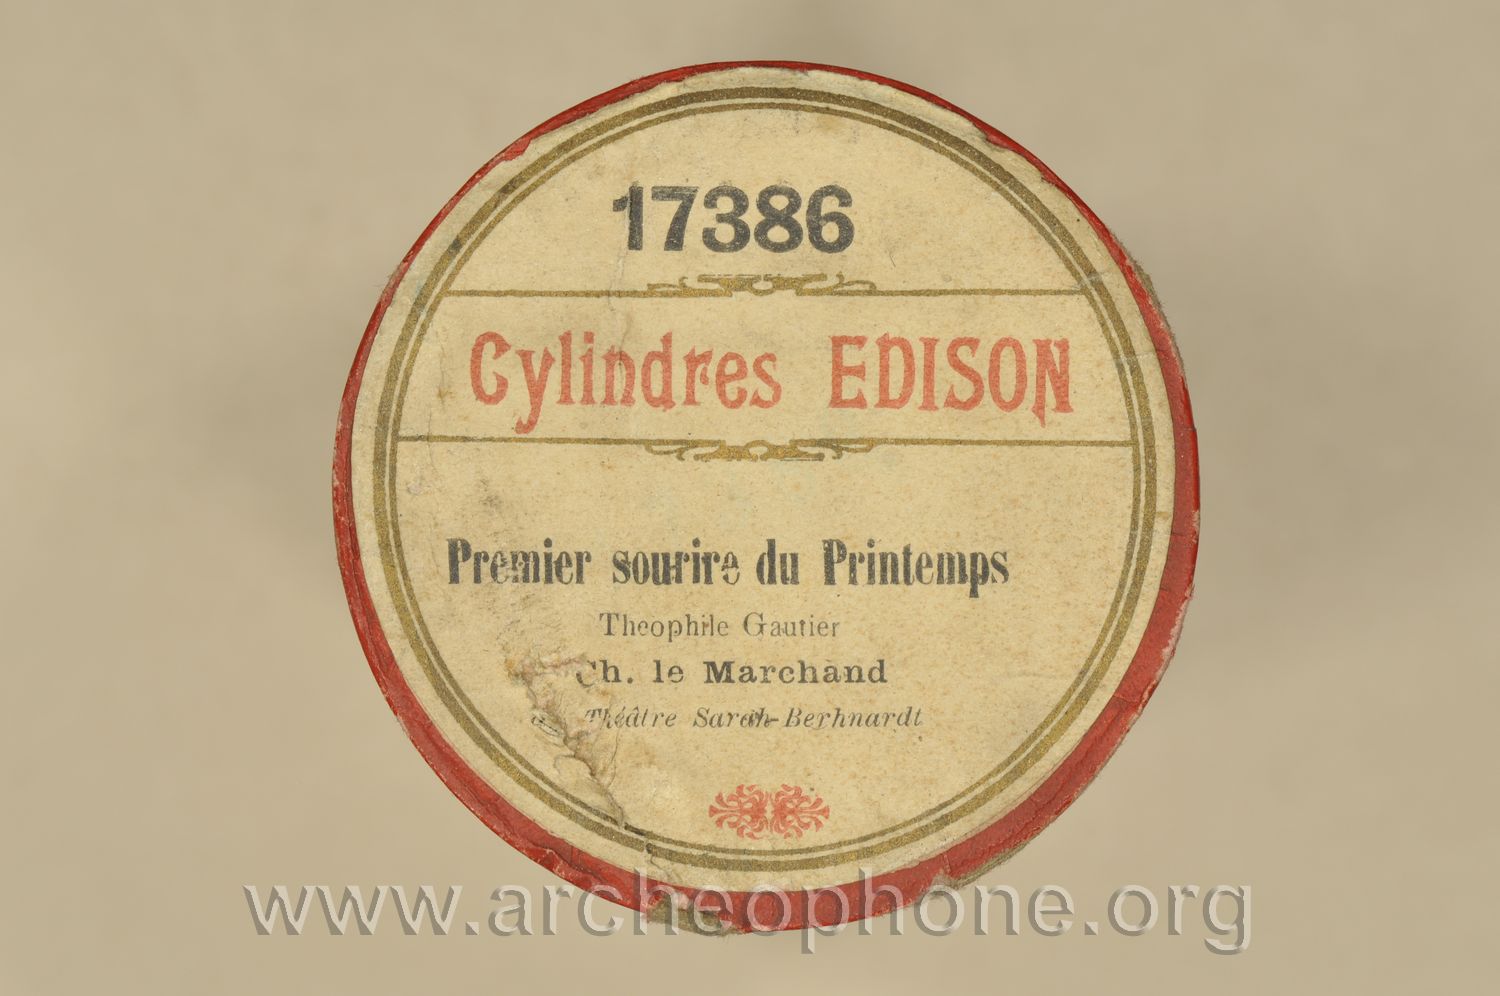 17386
Cylindres EDISON
Premier sourire du Printemps
Theophile Gautier
Ch. le Marchand
Théâtre Sarah-Berhnardt
www.archeophone.org